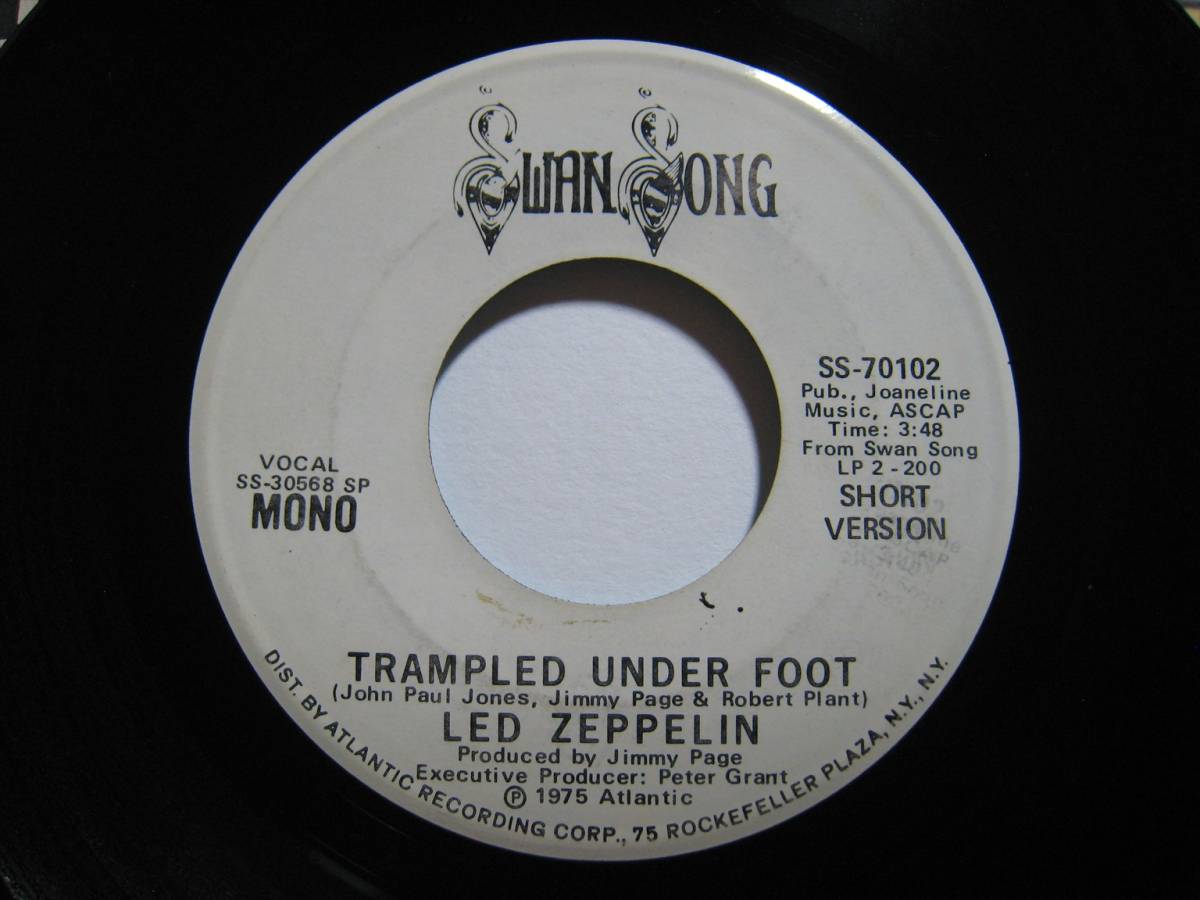 SWAN SONG
SS-70102
Pub., Joaneline
Music, ASCAP
Time: 3:48
From Swan Song
LP 2 - 200
SHORT
VERSION
VOCAL
SS-30568 SP
MONO
TRAMPLED UNDER FOOT
(John Paul Jones, Jimmy Page & Robert Plant)
LED ZEPPELIN
Produced by Jimmy Page
Executive Producer: Peter Grant
℗ 1975 Atlantic
DIST. BY ATLANTIC RECORDING CORP., 75 ROCKEFELLER PLAZA, N.Y., N.Y.